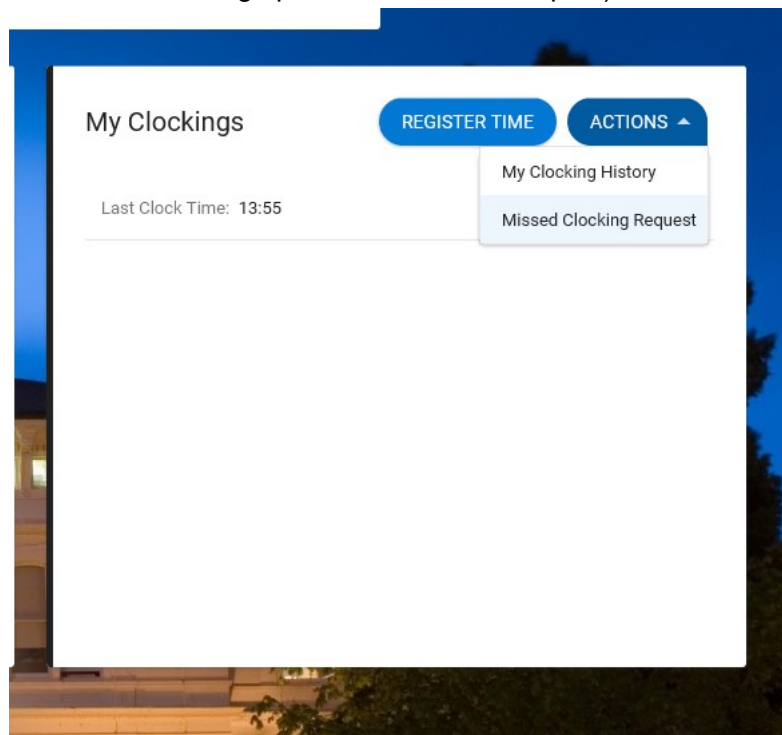 My Clockings
REGISTER TIME
ACTIONS
My Clocking History
Last Clock Time: 13:55
Missed Clocking Request